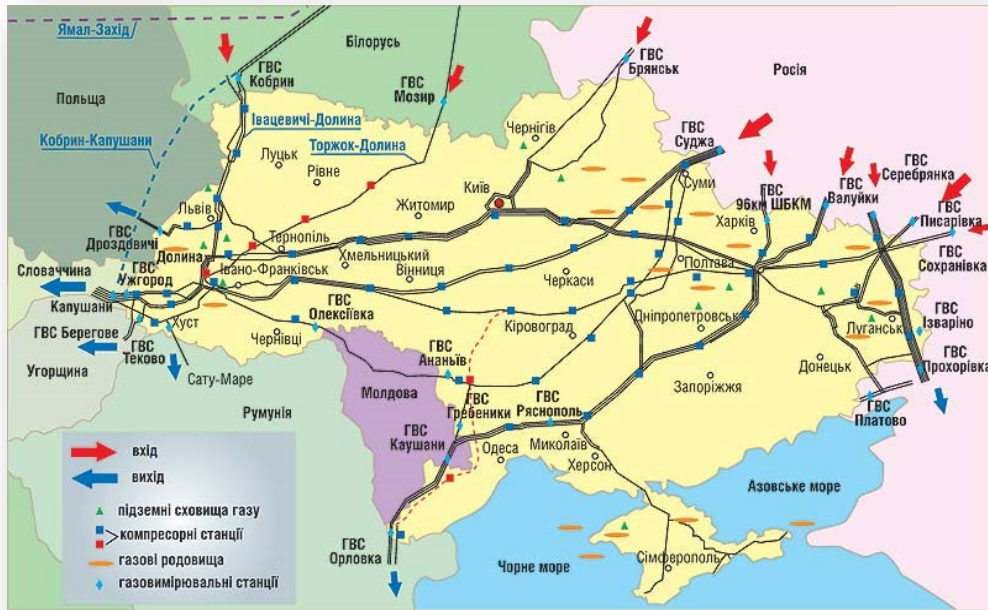 Ямал-Захід
Білорусь
ГВС
Кобрин
ГВС
Мозир
ГВС
Брянськ
Росія
Польща
Івацевичі-Долина
Кобрин-Капушани
Торжок-Долина
Чернігів
ГВС
Суджа
ГВС
Серебрянка
Луцьк
Рівне
Київ
Суми
ГВС
96км ШБКМ
ГВС
Валуйки
ГВС
Писарівка
Львів
Житомир
Харків
ГВС
Сохранівка
ГВС
Дроздовичі
Долина
Тернопіль
Хмельницький
Вінниця
Полтава
Словаччина
ГВС
Ужгород
Івано-Франківськ
Черкаси
Капушани
ГВС Берегове
Хуст
ГВС
Теково
Чернівці
ГВС
Олексіївка
Кіровоград
Дніпропетровськ
Луганськ
ГВС
Ізваріно
Угорщина
Сату-Маре
ГВС
Ананьїв
Донецьк
ГВС
Прохорівка
Румунія
Молдова
ГВС
Гребеники
ГВС
Ряснополь
Запоріжжя
ГВС
Платово
ГВС
Каушани
Одеса
Миколаїв
Херсон
вхід
вихід
підземні сховища газу
компресорні станції
газові родовища
газовимірювальні станції
Азовське море
ГВС
Орловка
Чорне море
Сімферополь